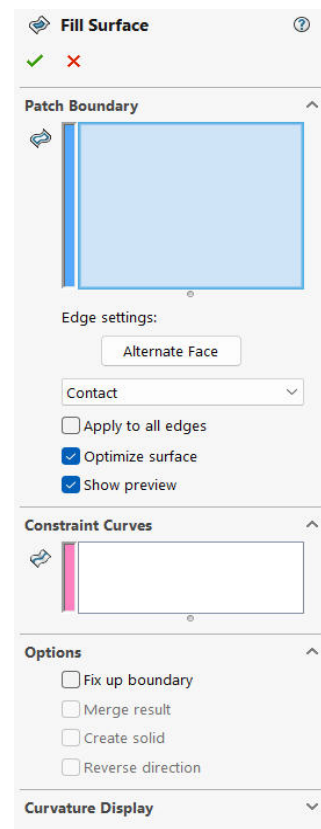 Fill Surface
?
Patch Boundary
Edge settings:
Alternate Face
Contact
Apply to all edges
Optimize surface
Show preview
Constraint Curves
Options
Fix up boundary
Merge result
Create solid
Reverse direction
Curvature Display